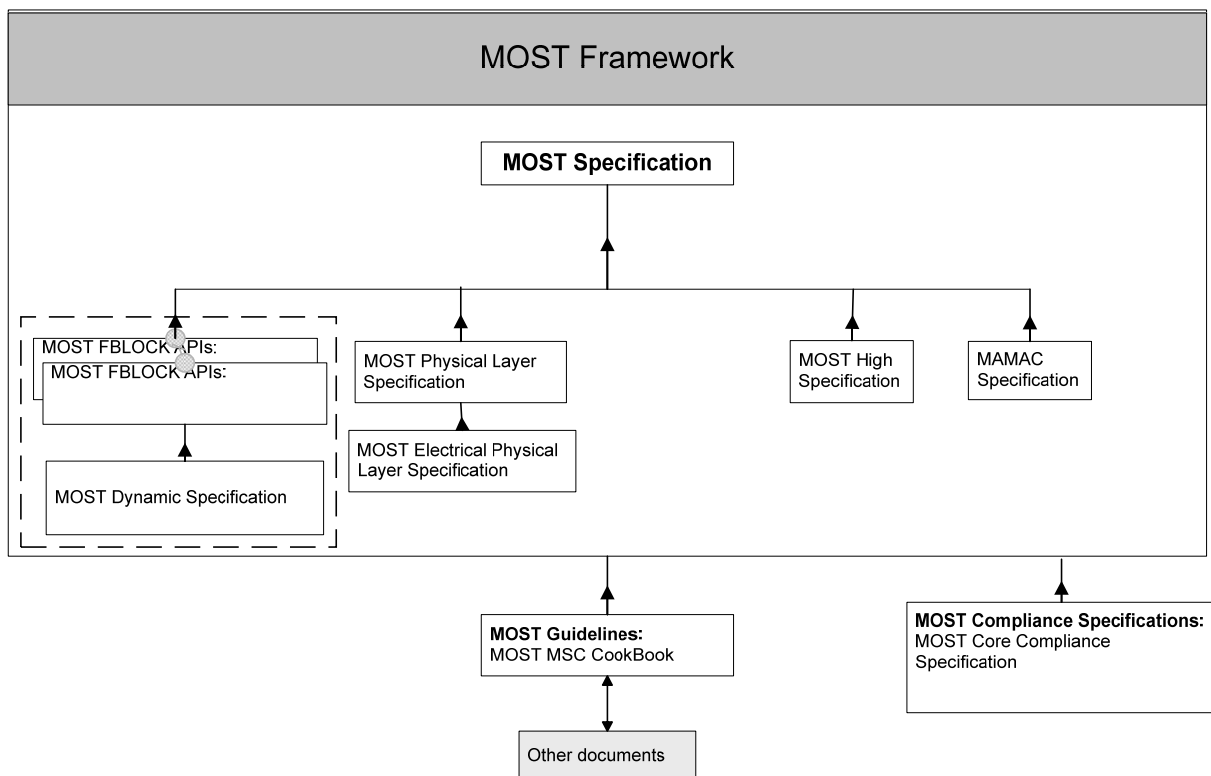 MOST Framework
MOST Specification
MOST FBLOCK APIs:
MOST FBLOCK APIs:
MOST Dynamic Specification
MOST Physical Layer
Specification
MOST Electrical Physical
Layer Specification
MOST High
Specification
MAMAC
Specification
MOST Guidelines:
MOST MSC CookBook
Other documents
MOST Compliance Specifications:
MOST Core Compliance
Specification